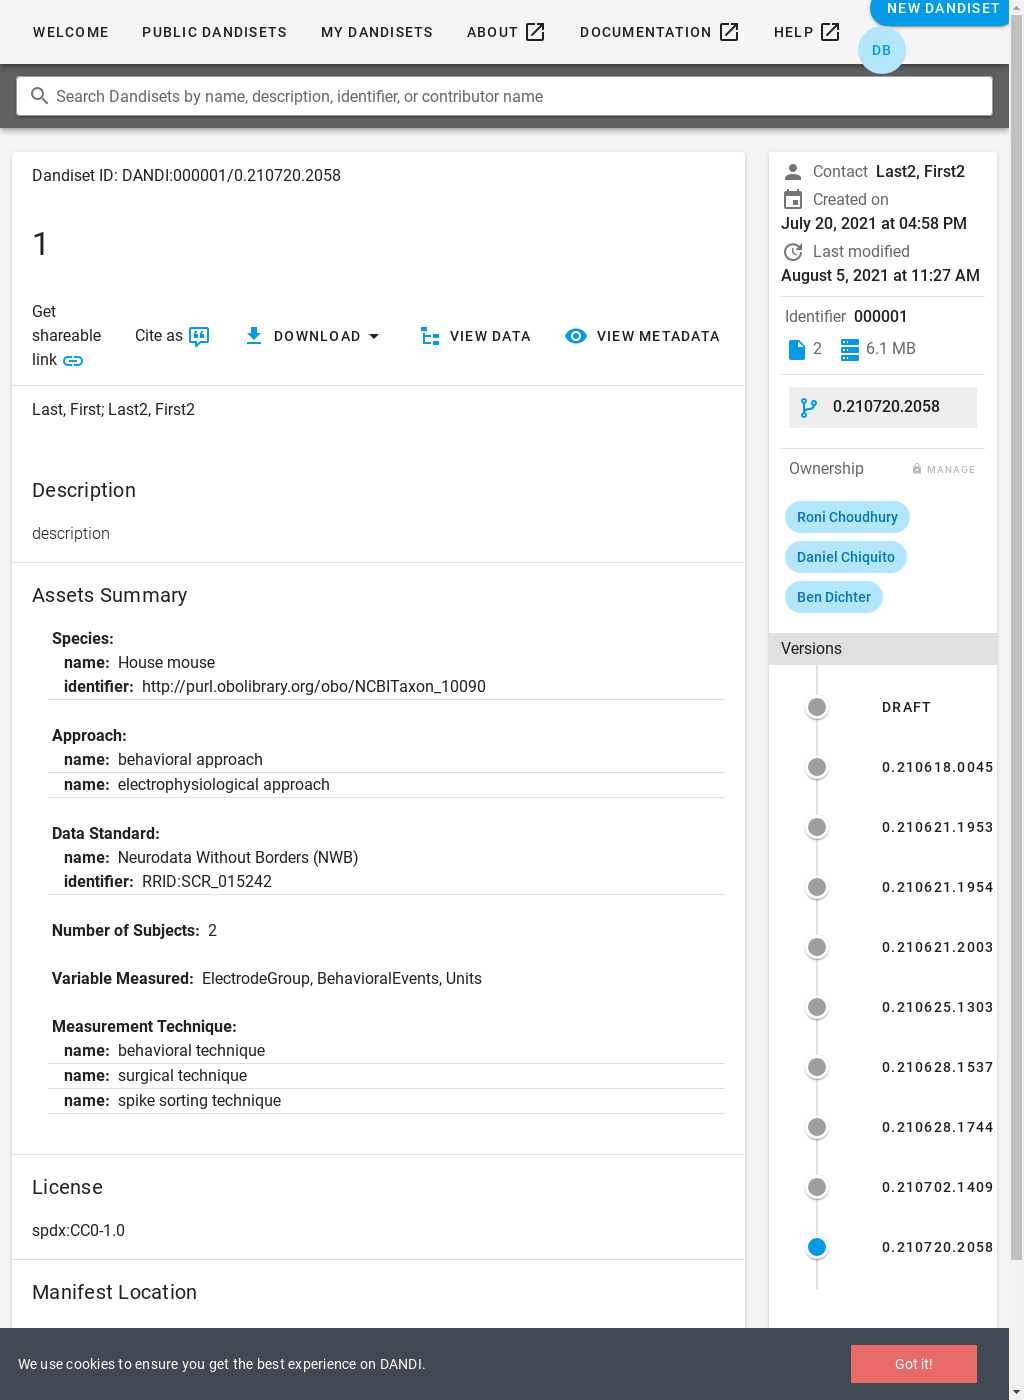 WELCOME PUBLIC DANDISETS MY DANDISETS ABOUT DOCUMENTATION HELP NEW DANDISET
DB
Search Dandisets by name, description, identifier, or contributor name
Dandiset ID: DANDI:000001/0.210720.2058
1
Get
shareable
link
Cite as
DOWNLOAD
VIEW DATA
VIEW METADATA
Last, First; Last2, First2
Description
description
Assets Summary
Species:
name: House mouse
identifier: http://purl.obolibrary.org/obo/NCBITaxon_10090
Approach:
name: behavioral approach
name: electrophysiological approach
Data Standard:
name: Neurodata Without Borders (NWB)
identifier: RRID:SCR_015242
Number of Subjects: 2
Variable Measured: ElectrodeGroup, BehavioralEvents, Units
Measurement Technique:
name: behavioral technique
name: surgical technique
name: spike sorting technique
License
spdx:CC0-1.0
Manifest Location
Contact Last2, First2
Created on
July 20, 2021 at 04:58 PM
Last modified
August 5, 2021 at 11:27 AM
Identifier 000001
2 6.1 MB
0.210720.2058
Ownership MANAGE
Roni Choudhury
Daniel Chiquito
Ben Dichter
Versions
DRAFT
0.210618.0045
0.210621.1953
0.210621.1954
0.210621.2003
0.210625.1303
0.210628.1537
0.210628.1744
0.210702.1409
0.210720.2058
We use cookies to ensure you get the best experience on DANDI.
Got it!